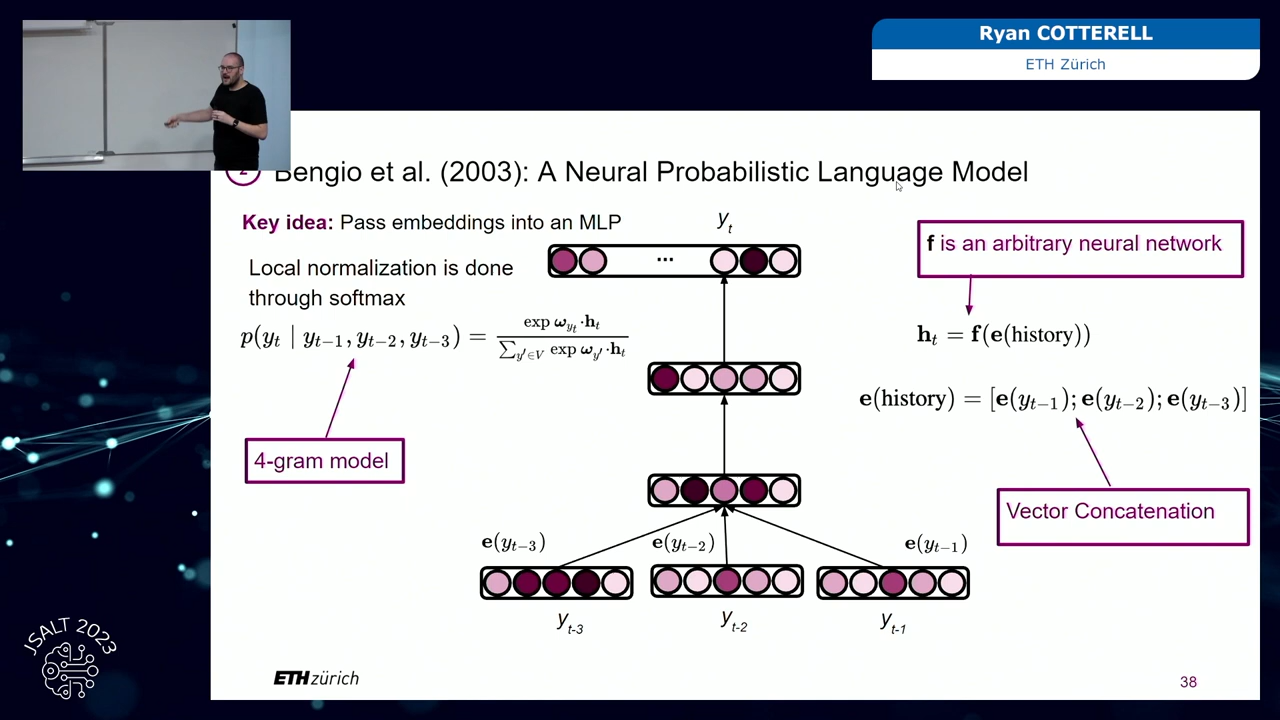 Ryan COTTERELL
ETH Zürich
2 Bengio et al. (2003): A Neural Probabilistic Language Model
Key idea: Pass embeddings into an MLP
Local normalization is done
through softmax
p(y_t | y_{t−1}, y_{t−2}, y_{t−3}) = exp ω_{y_t}·h_t / ∑_{y′∈V} exp ω_{y′}·h_t
4-gram model
y_t
...
e(y_{t−3})
e(y_{t−2})
e(y_{t−1})
y_{t-3}
y_{t-2}
y_{t-1}
f is an arbitrary neural network
h_t = f(e(history))
e(history) = [e(y_{t−1}); e(y_{t−2}); e(y_{t−3})]
Vector Concatenation
JSALT 2023
ETH zürich
38